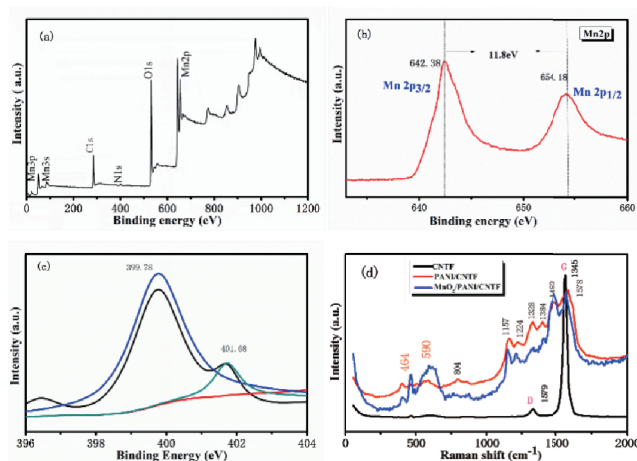 (a)
Mn3p
Mn3s
C1s
N1s
O1s
Mn2p
Intensity ( a.u.)
0 200 400 600 800 1000 1200
Binding energy (eV)
(b)
Mn2p
11.8eV
642.38
654.18
Mn 2p3/2
Mn 2p1/2
Intensity (a.u.)
640 650 660
Binding energy (eV)
(c)
399.78
401.68
Intensity (a.u.)
396 398 400 402 404
Binding Energy (eV)
(d)
CNTF
PANI/CNTF
MnO2/PANI/CNTF
G
1345
1578
1482
1384
1328
1224
1157
804
590
464
D
1579
Intensity (a.u.)
0 500 1000 1500 2000
Raman shift (cm-1)